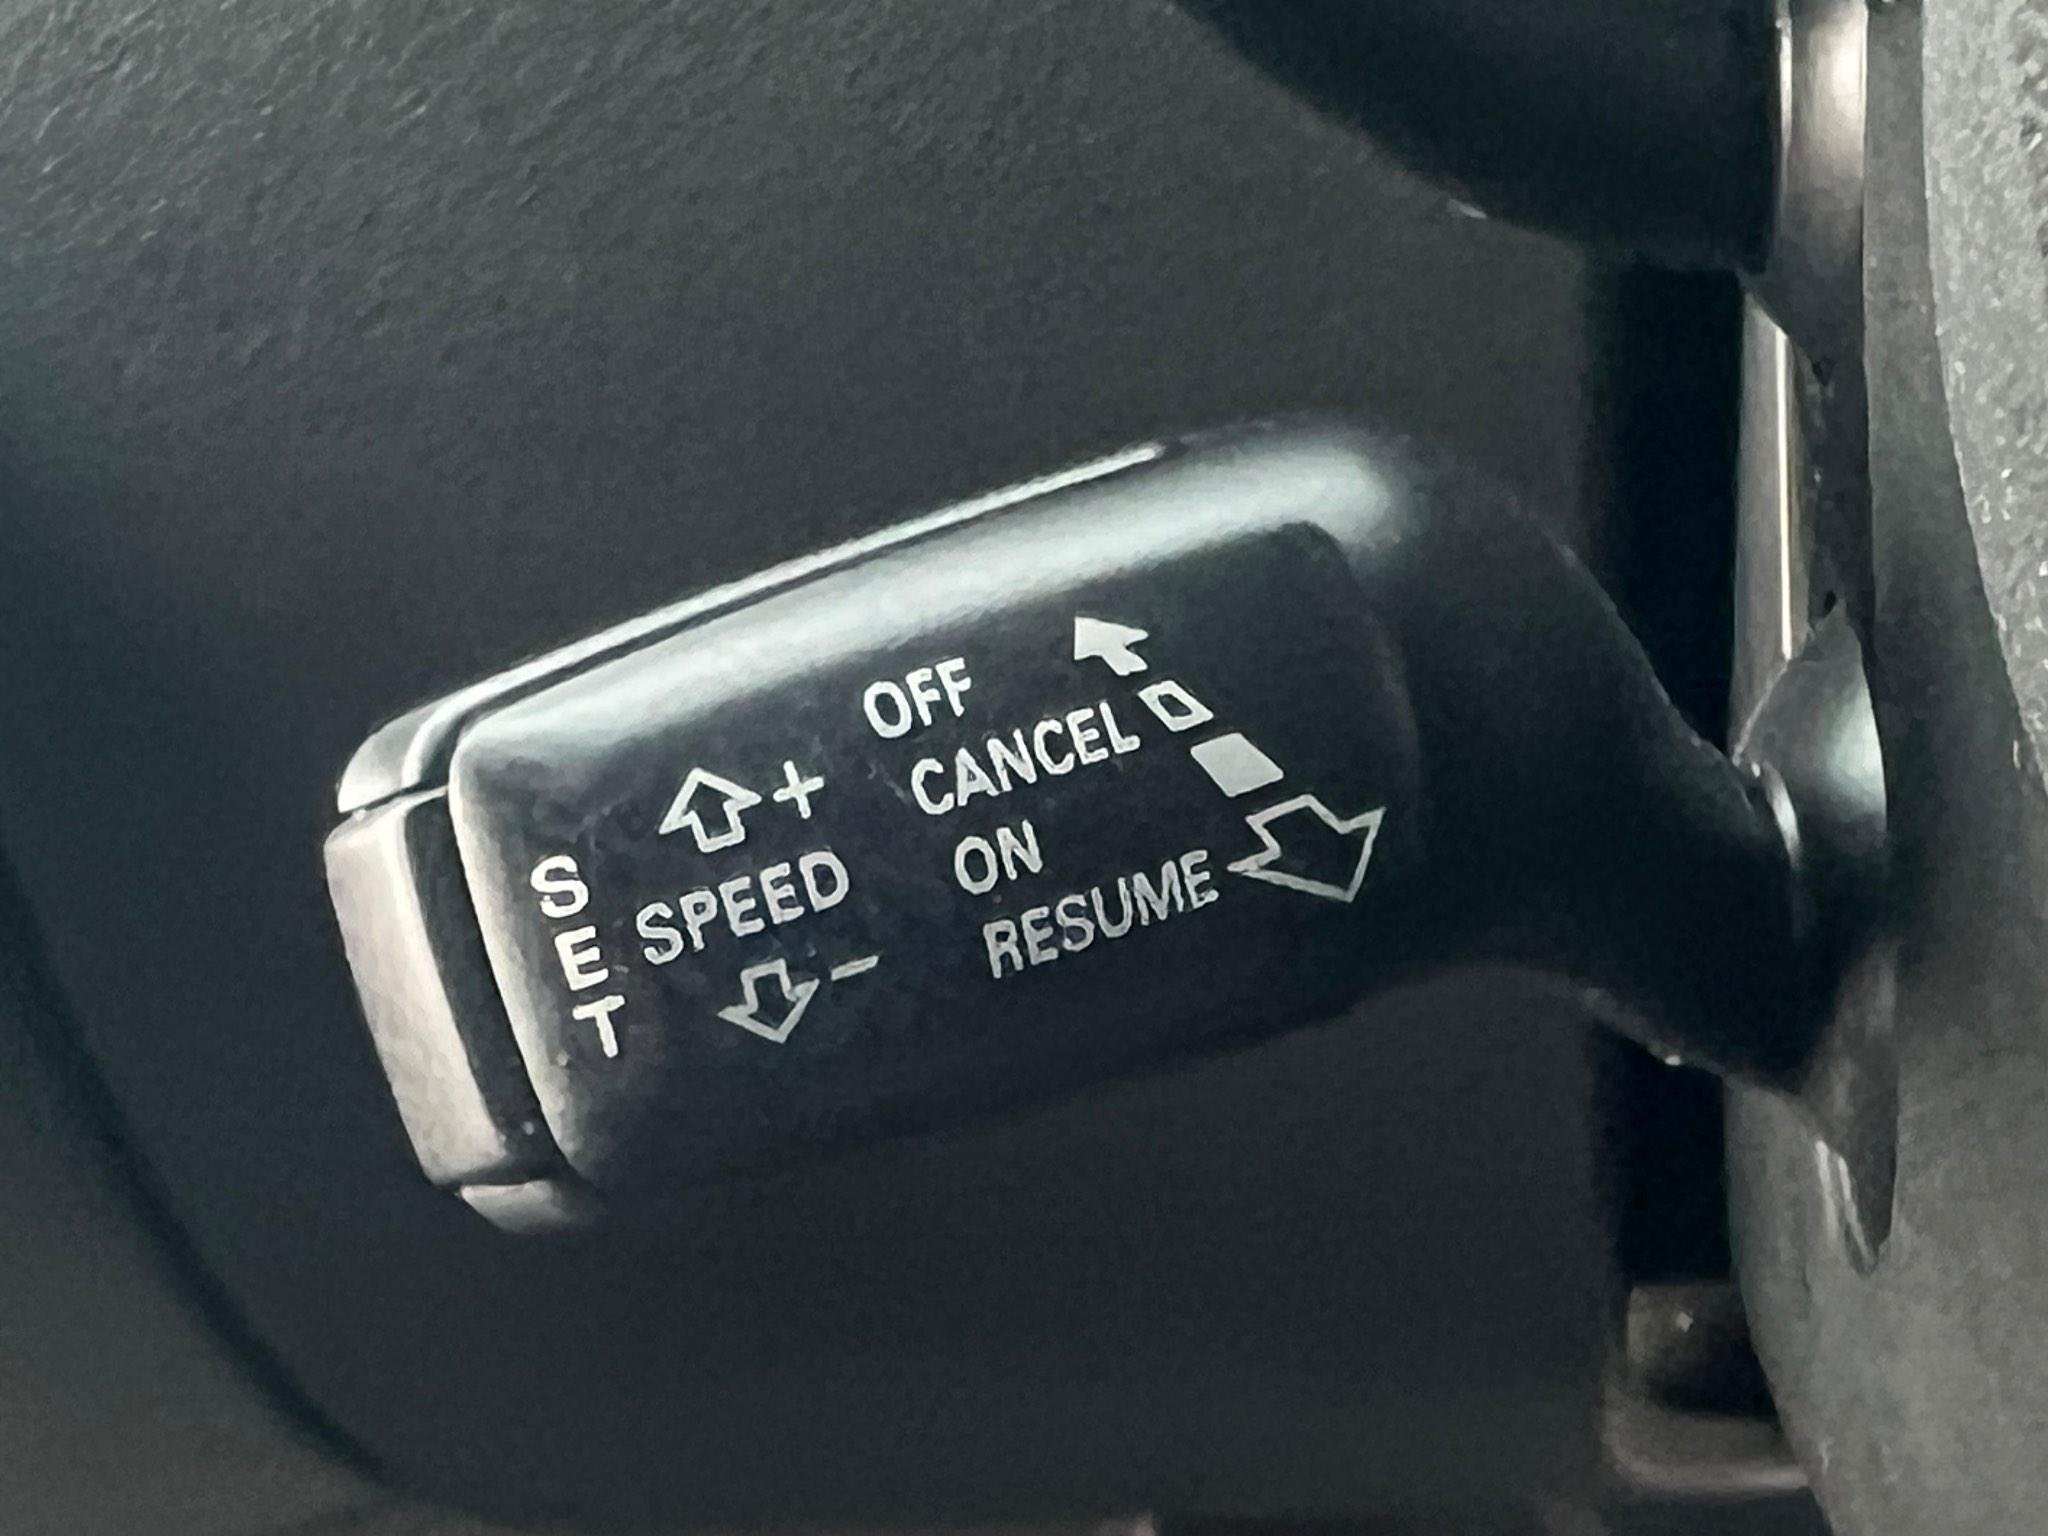 OFF
CANCEL
ON
RESUME
+
SPEED
-
SET